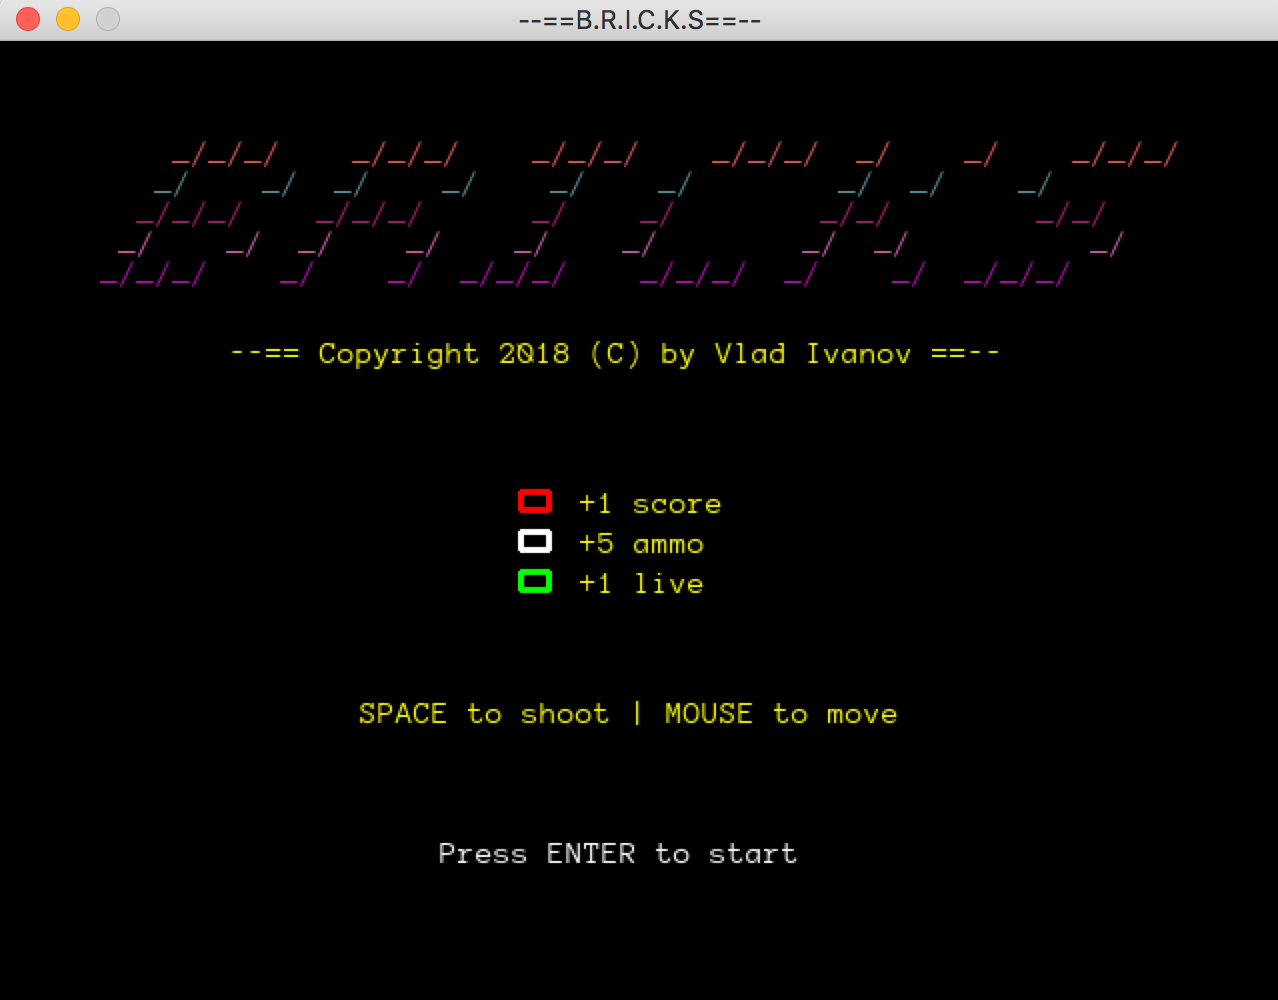 --==B.R.I.C.K.S==--
BRICKS
--== Copyright 2018 (C) by Vlad Ivanov ==--
+1 score
+5 ammo
+1 live
SPACE to shoot | MOUSE to move
Press ENTER to start